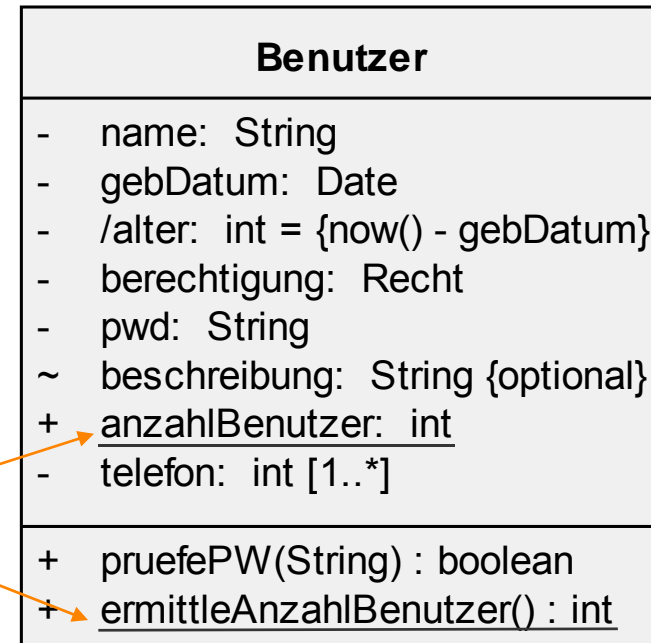 Benutzer
- name: String
- gebDatum: Date
- /alter: int = {now() - gebDatum}
- berechtigung: Recht
- pwd: String
~ beschreibung: String {optional}
+ anzahlBenutzer: int
- telefon: int [1..*]
+ pruefePW(String) : boolean
+ ermittleAnzahlBenutzer() : int